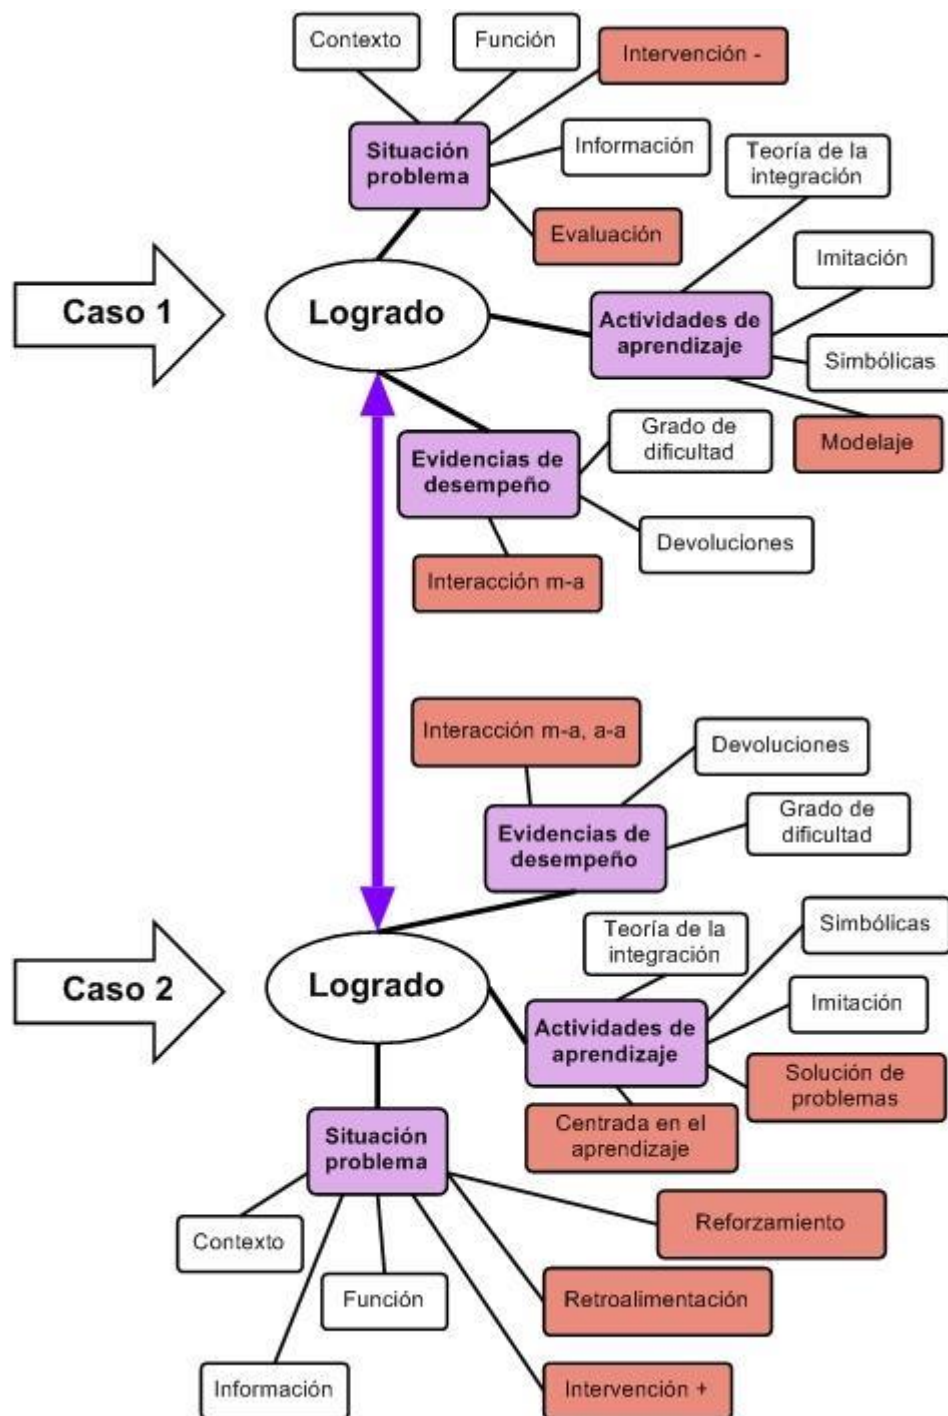 Contexto
Función
Intervención -
Situación
problema
Información
Teoría de la
integración
Evaluación
Imitación
Caso 1
Logrado
Actividades de
aprendizaje
Simbólicas
Grado de
dificultad
Modelaje
Evidencias de
desempeño
Devoluciones
Interacción m-a
Interacción m-a, a-a
Devoluciones
Evidencias de
desempeño
Grado de
dificultad
Teoría de la
integración
Simbólicas
Caso 2
Logrado
Imitación
Actividades de
aprendizaje
Solución de
problemas
Centrada en el
aprendizaje
Situación
problema
Reforzamiento
Contexto
Función
Retroalimentación
Información
Intervención +